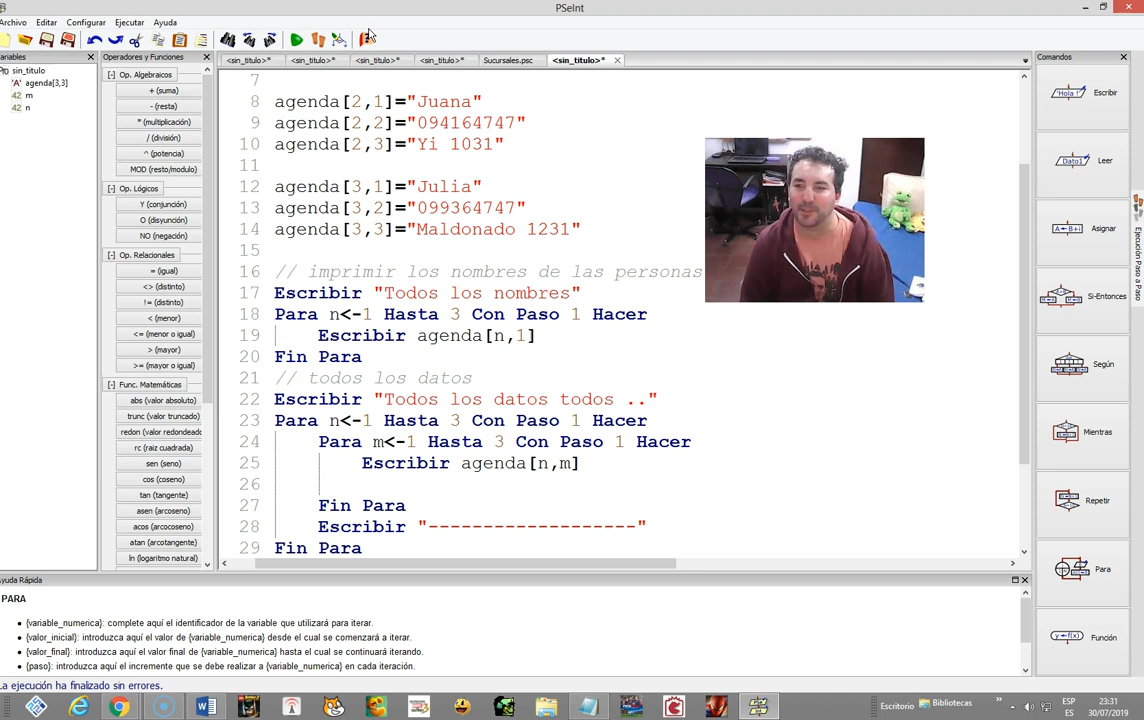 PSeInt
Archivo Editar Configurar Ejecutar Ayuda
Variables
sin_titulo
'A' agenda[3,3]
42 m
42 n
Operadores y Funciones
[-] Op. Algebraicos
+ (suma)
- (resta)
* (multiplicación)
/ (división)
^ (potencia)
MOD (resto/modulo)
[-] Op. Lógicos
Y (conjunción)
O (disyunción)
NO (negación)
[-] Op. Relacionales
= (igual)
<> (distinto)
!= (distinto)
< (menor)
<= (menor o igual)
> (mayor)
>= (mayor o igual)
[-] Func. Matemáticas
abs (valor absoluto)
trunc (valor truncado)
redon (valor redondeado
rc (raiz cuadrada)
sen (seno)
cos (coseno)
tan (tangente)
asen (arcoseno)
acos (arcocoseno)
atan (arcotangente)
ln (logaritmo natural)
<sin_titulo>* <sin_titulo>* <sin_titulo>* <sin_titulo>* Sucursales.psc <sin_titulo>*
7
8 agenda[2,1]="Juana"
9 agenda[2,2]="094164747"
10 agenda[2,3]="Yi 1031"
11
12 agenda[3,1]="Julia"
13 agenda[3,2]="099364747"
14 agenda[3,3]="Maldonado 1231"
15
16 // imprimir los nombres de las personas
17 Escribir "Todos los nombres"
18 Para n<-1 Hasta 3 Con Paso 1 Hacer
19 Escribir agenda[n,1]
20 Fin Para
21 // todos los datos
22 Escribir "Todos los datos todos .."
23 Para n<-1 Hasta 3 Con Paso 1 Hacer
24 Para m<-1 Hasta 3 Con Paso 1 Hacer
25 Escribir agenda[n,m]
26
27 Fin Para
28 Escribir "-------------------"
29 Fin Para
Comandos
'Hola !' Escribir
Dato1 Leer
A←B+i Asignar
Si-Entonces
Según
Mientras
Repetir
Para
y←f(x) Función
Ejecución Paso a Paso
Ayuda Rápida
PARA
{variable_numerica}: complete aquí el identificador de la variable que utilizará para iterar.
{valor_inicial}: introduzca aquí el valor de {variable_numerica} desde el cual se comenzará a iterar.
{valor_final}: introduzca aquí el valor final de {variable_numerica} hasta el cual se continuará iterando.
{paso}: introduzca aquí el incremente que se debe realizar a {variable_numerica} en cada iteración.
La ejecución ha finalizado sin errores.
Escritorio Bibliotecas
ESP
ES
23:31
30/07/2019